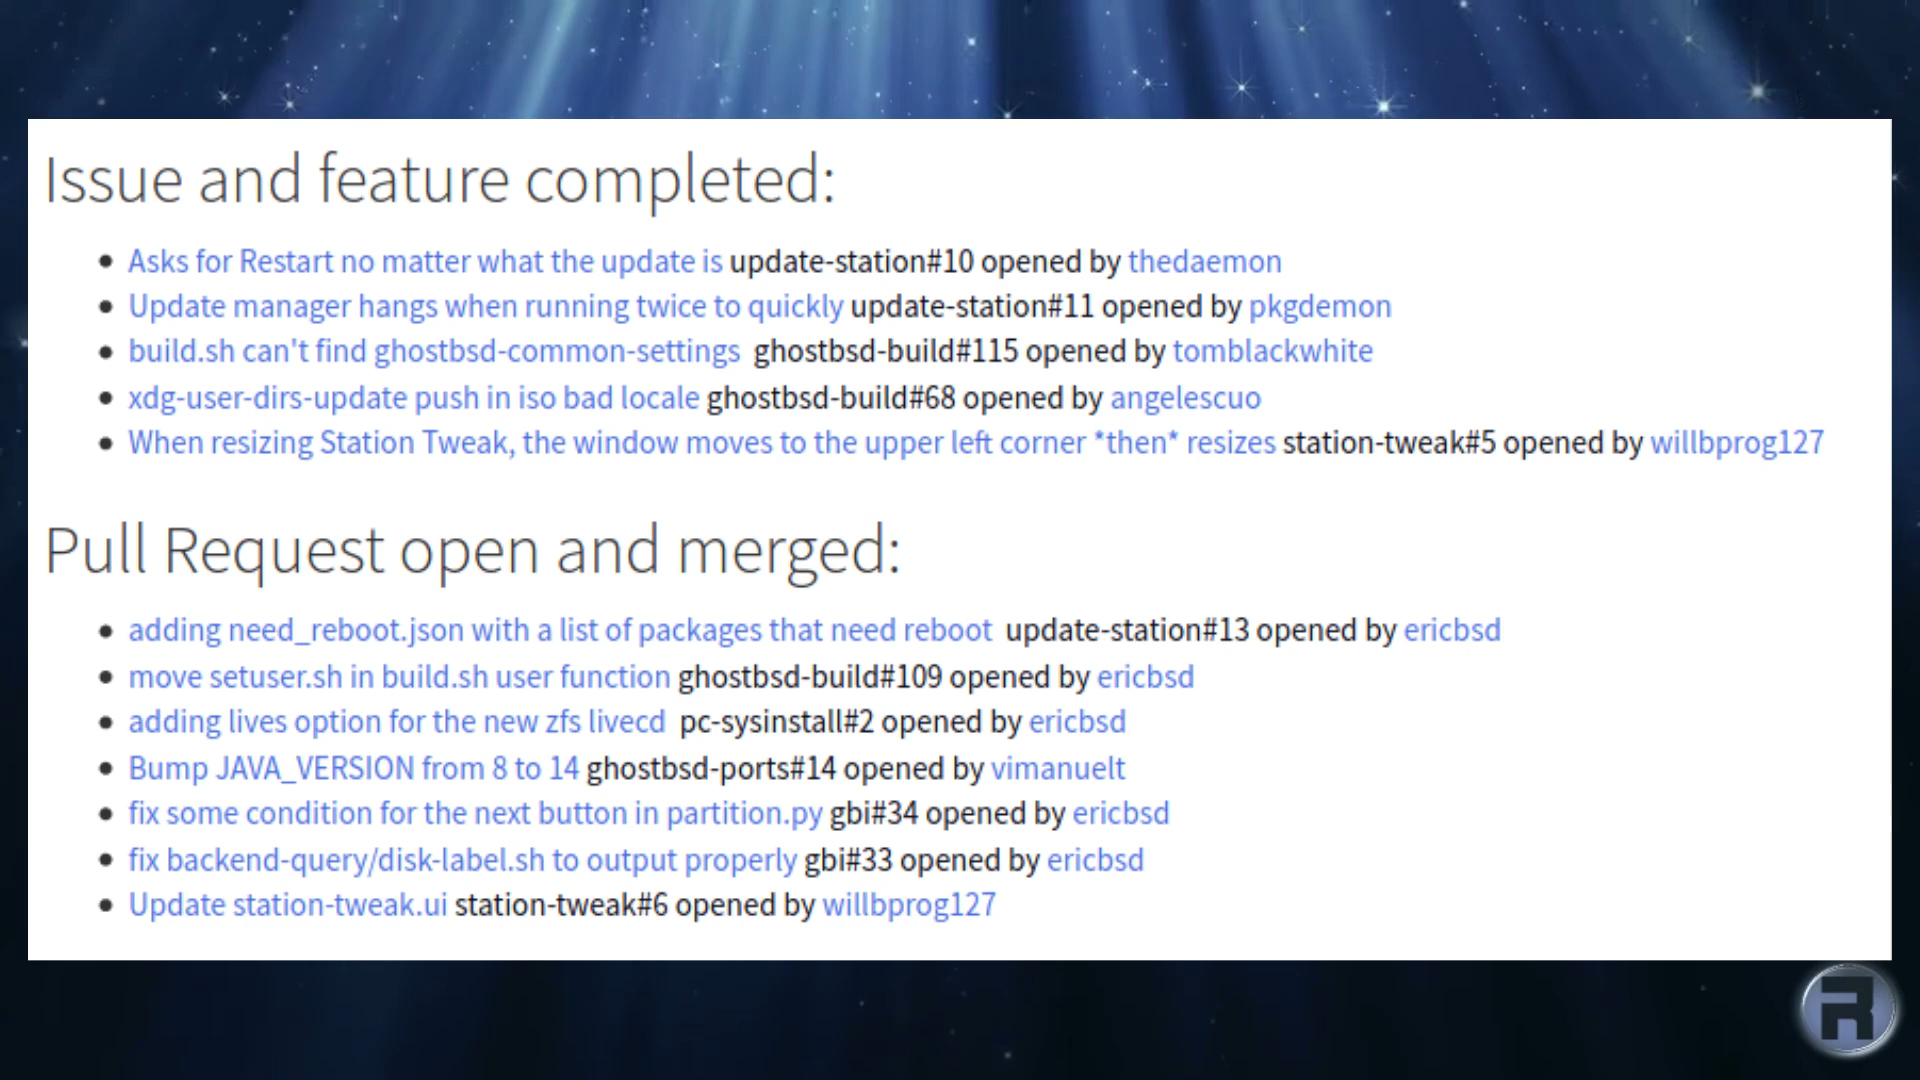 Issue and feature completed:
Asks for Restart no matter what the update is update-station#10 opened by thedaemon
Update manager hangs when running twice to quickly update-station#11 opened by pkgdemon
build.sh can't find ghostbsd-common-settings ghostbsd-build#115 opened by tomblackwhite
xdg-user-dirs-update push in iso bad locale ghostbsd-build#68 opened by angelescuo
When resizing Station Tweak, the window moves to the upper left corner *then* resizes station-tweak#5 opened by willbprog127
Pull Request open and merged:
adding need_reboot.json with a list of packages that need reboot update-station#13 opened by ericbsd
move setuser.sh in build.sh user function ghostbsd-build#109 opened by ericbsd
adding lives option for the new zfs livecd pc-sysinstall#2 opened by ericbsd
Bump JAVA_VERSION from 8 to 14 ghostbsd-ports#14 opened by vimanuelt
fix some condition for the next button in partition.py gbi#34 opened by ericbsd
fix backend-query/disk-label.sh to output properly gbi#33 opened by ericbsd
Update station-tweak.ui station-tweak#6 opened by willbprog127
R